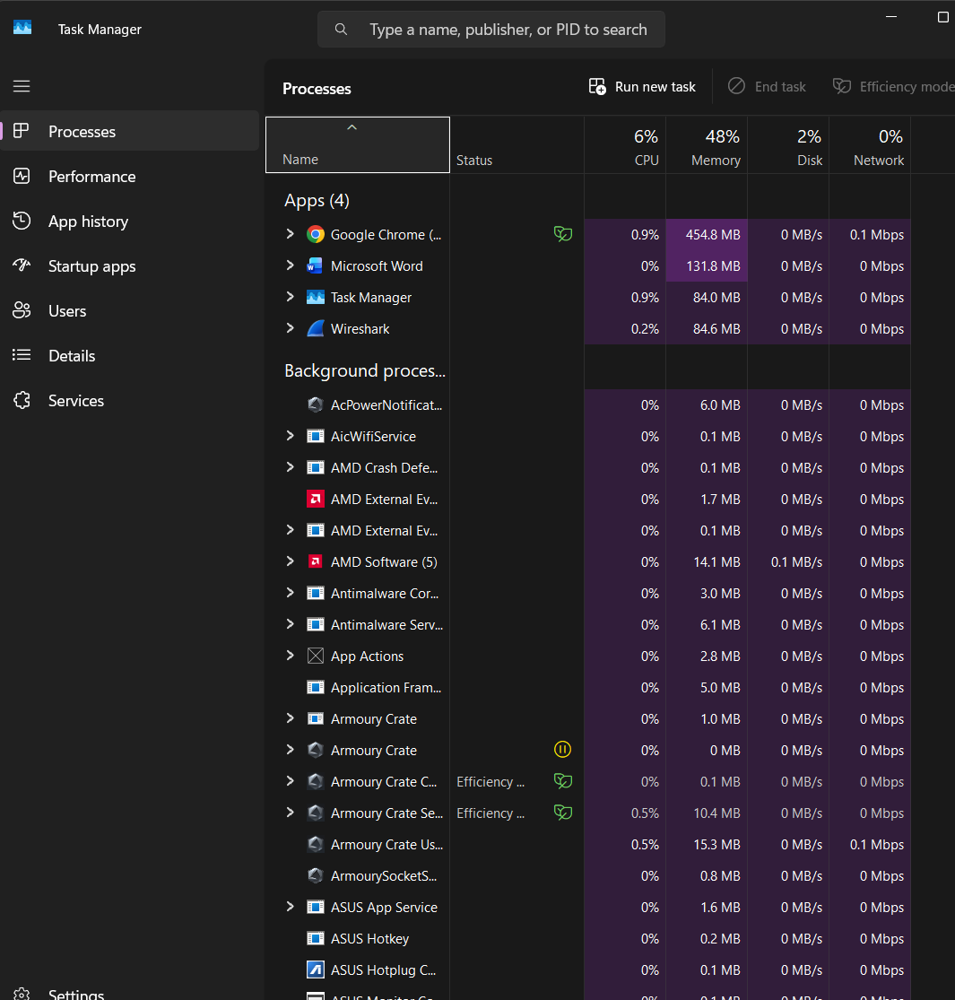 Task Manager
Type a name, publisher, or PID to search
Processes
Performance
App history
Startup apps
Users
Details
Services
Settings
Processes Run new task End task Efficiency mode
6% 48% 2% 0%
Name Status CPU Memory Disk Network
Apps (4)
Google Chrome (... 0.9% 454.8 MB 0 MB/s 0.1 Mbps
Microsoft Word 0% 131.8 MB 0 MB/s 0 Mbps
Task Manager 0.9% 84.0 MB 0 MB/s 0 Mbps
Wireshark 0.2% 84.6 MB 0 MB/s 0 Mbps
Background proces...
AcPowerNotificat... 0% 6.0 MB 0 MB/s 0 Mbps
AicWifiService 0% 0.1 MB 0 MB/s 0 Mbps
AMD Crash Defe... 0% 0.1 MB 0 MB/s 0 Mbps
AMD External Ev... 0% 1.7 MB 0 MB/s 0 Mbps
AMD External Ev... 0% 0.1 MB 0 MB/s 0 Mbps
AMD Software (5) 0% 14.1 MB 0.1 MB/s 0 Mbps
Antimalware Cor... 0% 3.0 MB 0 MB/s 0 Mbps
Antimalware Serv... 0% 6.1 MB 0 MB/s 0 Mbps
App Actions 0% 2.8 MB 0 MB/s 0 Mbps
Application Fram... 0% 5.0 MB 0 MB/s 0 Mbps
Armoury Crate 0% 1.0 MB 0 MB/s 0 Mbps
Armoury Crate 0% 0 MB 0 MB/s 0 Mbps
Armoury Crate C... Efficiency ... 0% 0.1 MB 0 MB/s 0 Mbps
Armoury Crate Se... Efficiency ... 0.5% 10.4 MB 0 MB/s 0 Mbps
Armoury Crate Us... 0.5% 15.3 MB 0 MB/s 0.1 Mbps
ArmourySocketS... 0% 0.8 MB 0 MB/s 0 Mbps
ASUS App Service 0% 1.6 MB 0 MB/s 0 Mbps
ASUS Hotkey 0% 0.2 MB 0 MB/s 0 Mbps
ASUS Hotplug C... 0% 0.1 MB 0 MB/s 0 Mbps
ASUS Monitor Co... 0% 0.1 MB 0 MB/s 0 Mbps